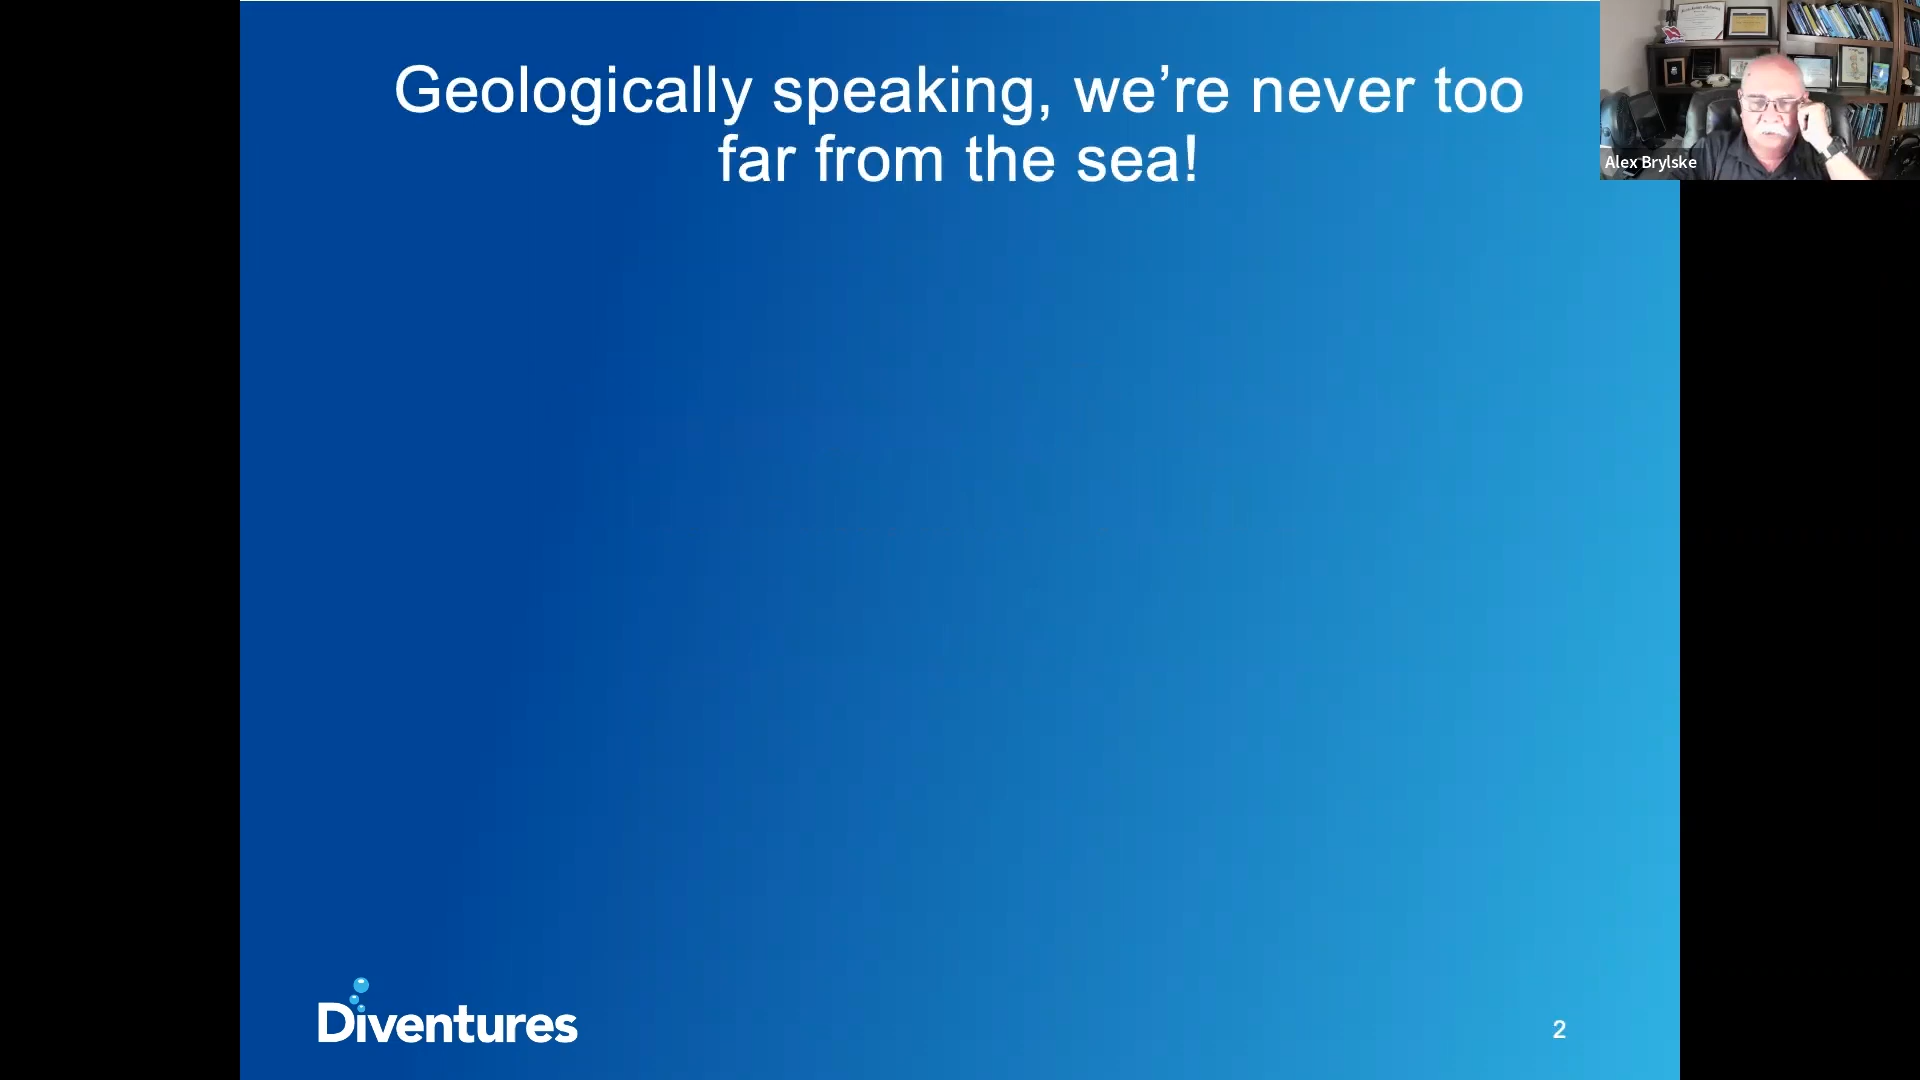 Geologically speaking, we’re never too
far from the sea!
Alex Brylske
Diventures
2